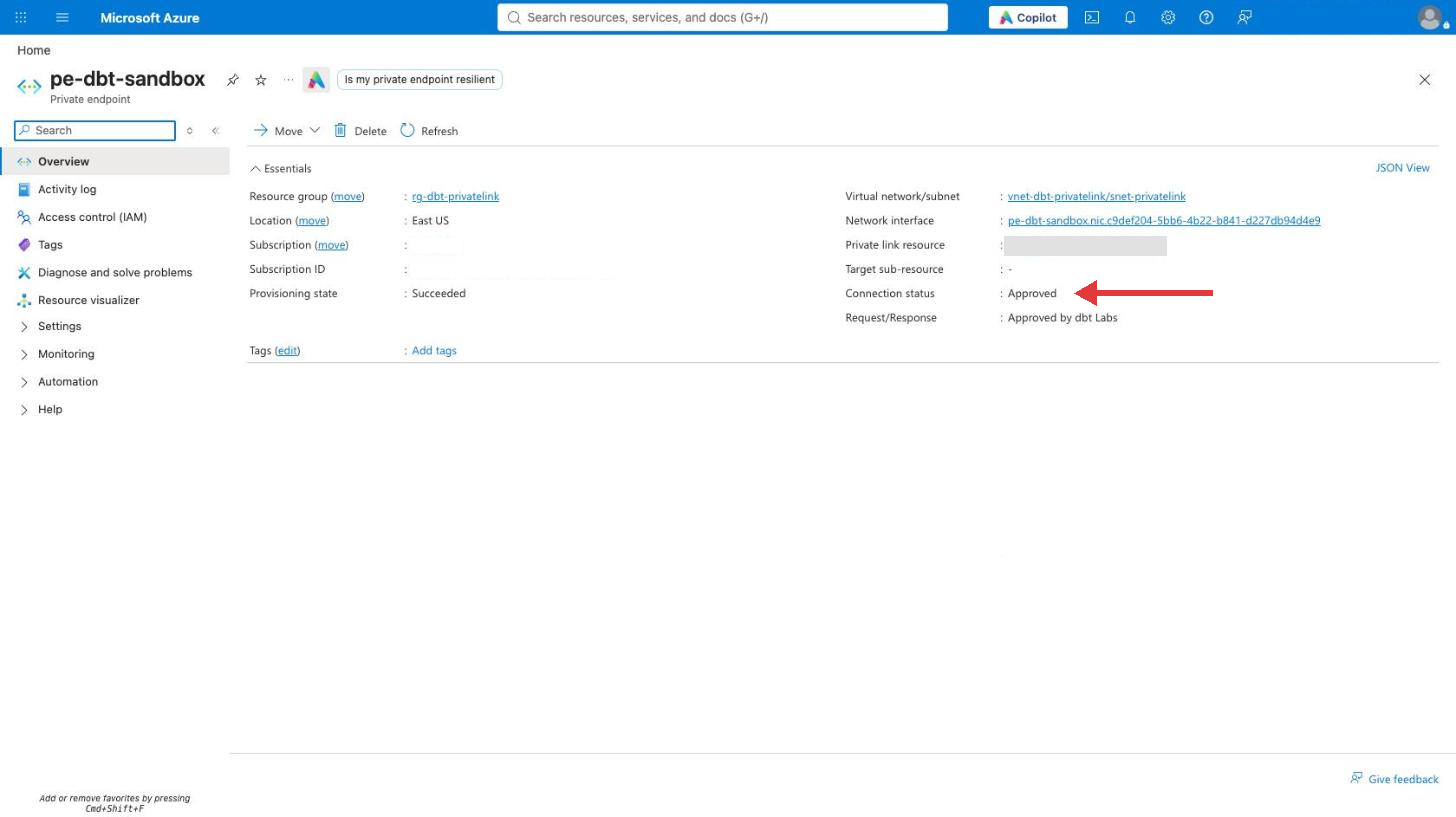 Microsoft Azure
Search resources, services, and docs (G+/)
Copilot
Home
pe-dbt-sandbox
Is my private endpoint resilient
Private endpoint
Search
Move
Delete
Refresh
Overview
Activity log
Access control (IAM)
Tags
Diagnose and solve problems
Resource visualizer
Settings
Monitoring
Automation
Help
Essentials
JSON View
Resource group (move) : rg-dbt-privatelink
Location (move) : East US
Subscription (move) :
Subscription ID :
Provisioning state : Succeeded
Virtual network/subnet : vnet-dbt-privatelink/snet-privatelink
Network interface : pe-dbt-sandbox.nic.c9def204-5bb6-4b22-b841-d227db94d4e9
Private link resource :
Target sub-resource : -
Connection status : Approved
Request/Response : Approved by dbt Labs
Tags (edit) : Add tags
Give feedback
Add or remove favorites by pressing
Cmd+Shift+F